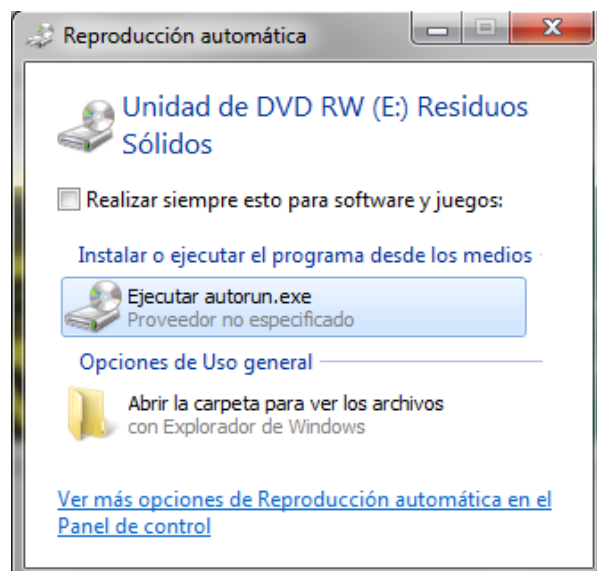 Reproducción automática
Unidad de DVD RW (E:) Residuos
Sólidos
Realizar siempre esto para software y juegos:
Instalar o ejecutar el programa desde los medios
Ejecutar autorun.exe
Proveedor no especificado
Opciones de Uso general
Abrir la carpeta para ver los archivos
con Explorador de Windows
Ver más opciones de Reproducción automática en el
Panel de control